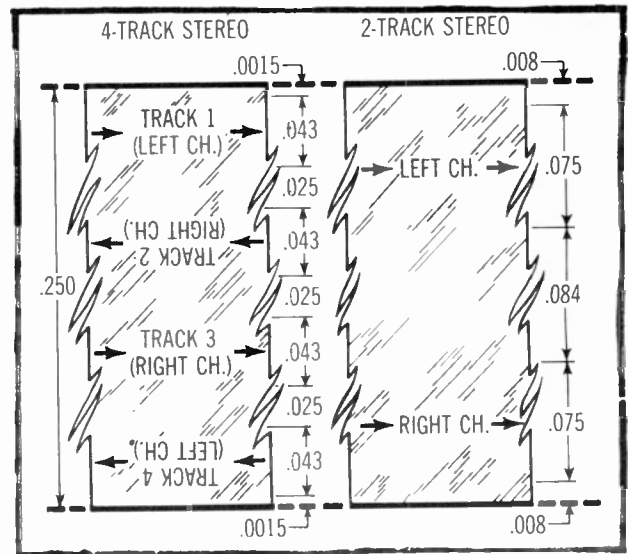 4-TRACK STEREO
2-TRACK STEREO
.0015
.008
TRACK 1
(LEFT CH.)
.043
.025
LEFT CH.
.075
TRACK 2
(RIGHT CH.)
.043
.250
.025
.084
TRACK 3
(RIGHT CH.)
.043
.025
RIGHT CH.
.075
TRACK 4
(LEFT CH.)
.043
.0015
.008